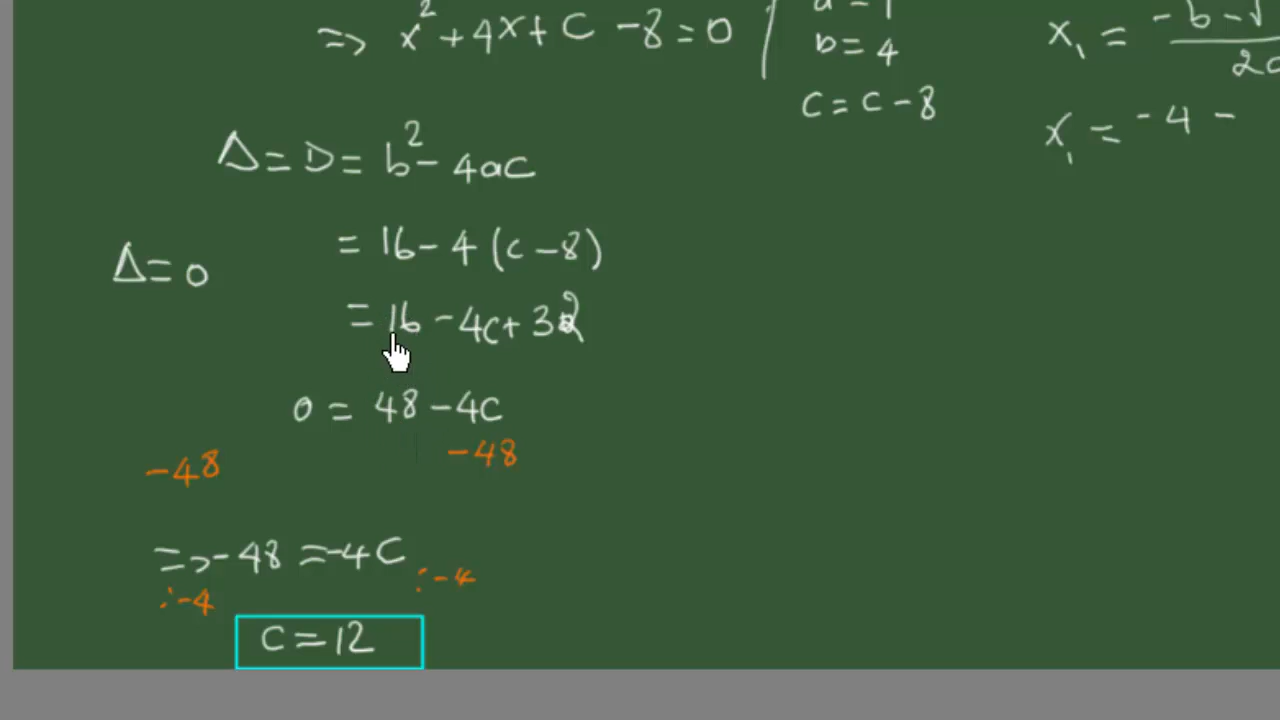 => x² + 4x + C - 8 = 0
b = 4
C = C - 8
x₁ =
x₁ = -4 -
Δ = D = b² - 4ac
= 16 - 4 (c - 8)
Δ = 0
= 16 - 4c + 32
0 = 48 - 4C
-48 -48
=> -48 = -4C
: -4 : -4
C = 12